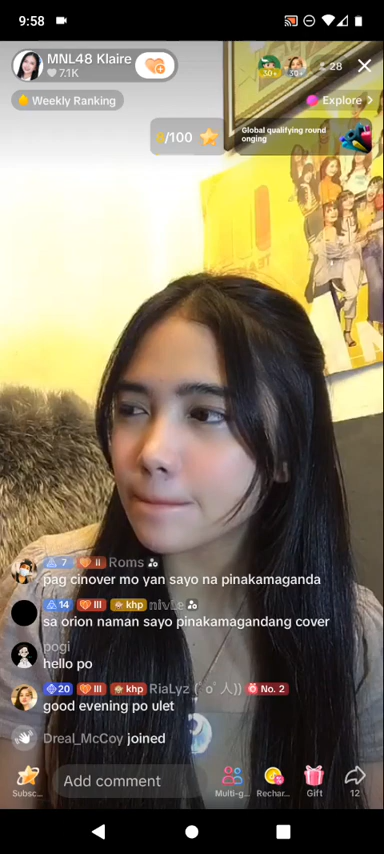 9:58
MNL48 Klaire
7.1K
30+
30+
28
Weekly Ranking
Explore >
/100
Global qualifying round
onging
7 II Roms
pag cinover mo yan sayo na pinakamaganda
14 III khp nivie
sa orion naman sayo pinakamagandang cover
pogi
hello po
20 III khp RiaLyz ( ﾟoﾟ人)) No. 2
good evening po ulet
Dreal_McCoy joined
Add comment
Subsc...
Multi-g...
Rechar...
Gift
12